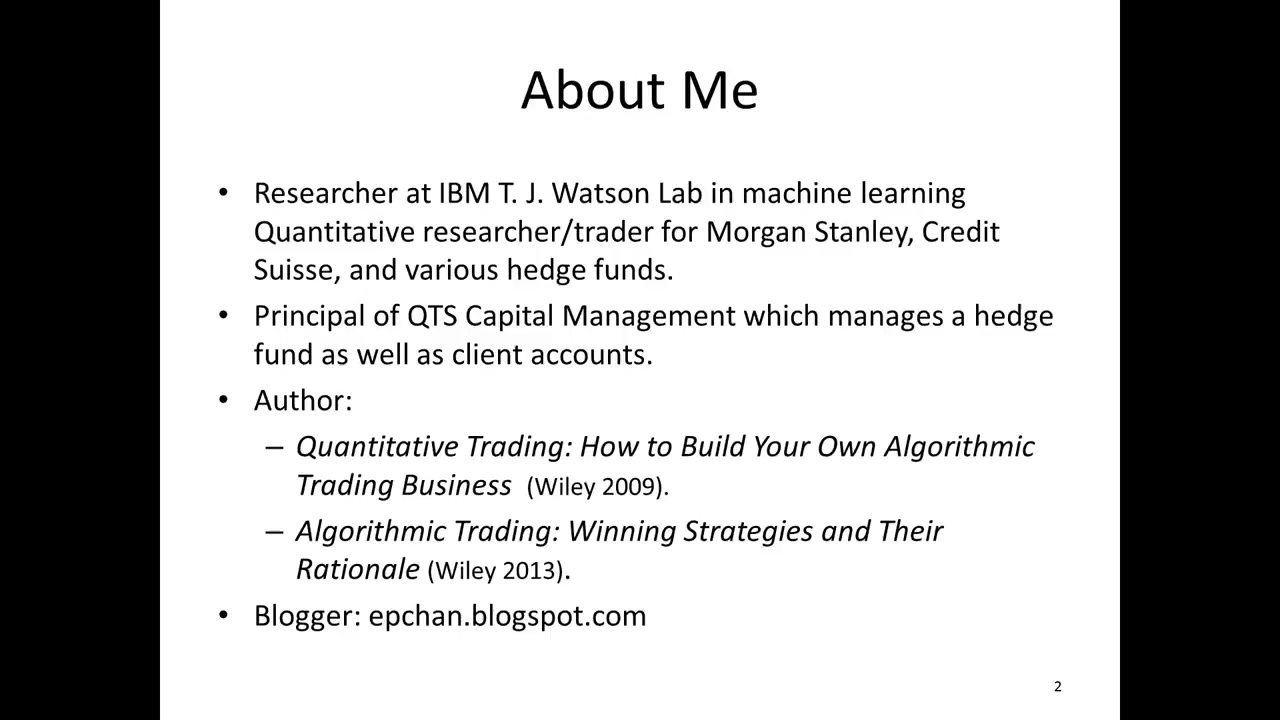 About Me
• Researcher at IBM T. J. Watson Lab in machine learning
Quantitative researcher/trader for Morgan Stanley, Credit
Suisse, and various hedge funds.
• Principal of QTS Capital Management which manages a hedge
fund as well as client accounts.
• Author:
– Quantitative Trading: How to Build Your Own Algorithmic
Trading Business (Wiley 2009).
– Algorithmic Trading: Winning Strategies and Their
Rationale (Wiley 2013).
• Blogger: epchan.blogspot.com
2